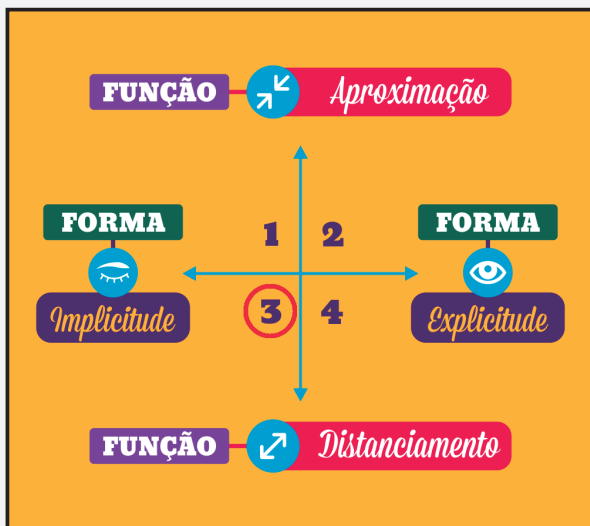 FUNÇÃO Aproximação
FORMA
FORMA
1 2
Implicitude
3 4
Explicitude
FUNÇÃO Distanciamento